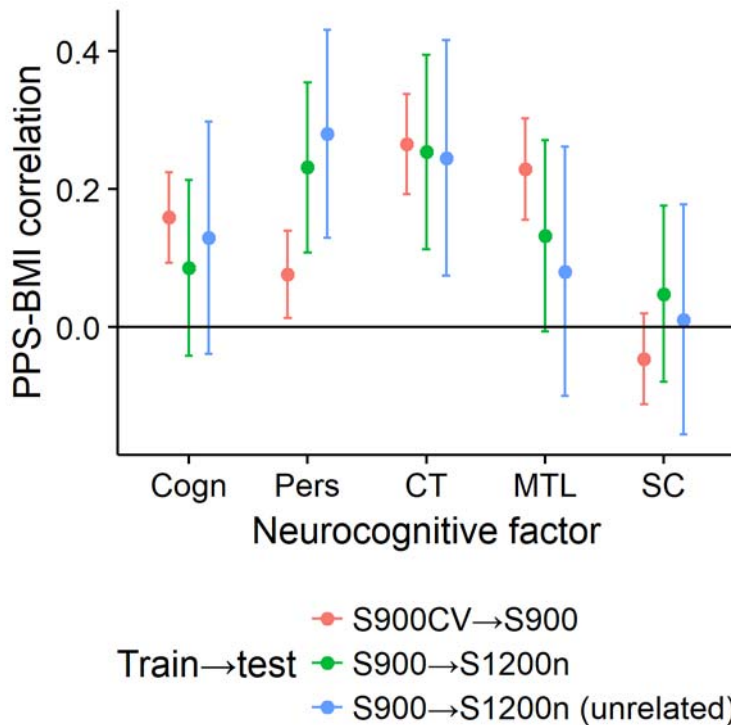 PPS-BMI correlation
0.4
0.2
0.0
Cogn Pers CT MTL SC
Neurocognitive factor
Train→test
S900CV→S900
S900→S1200n
S900→S1200n (unrelated)